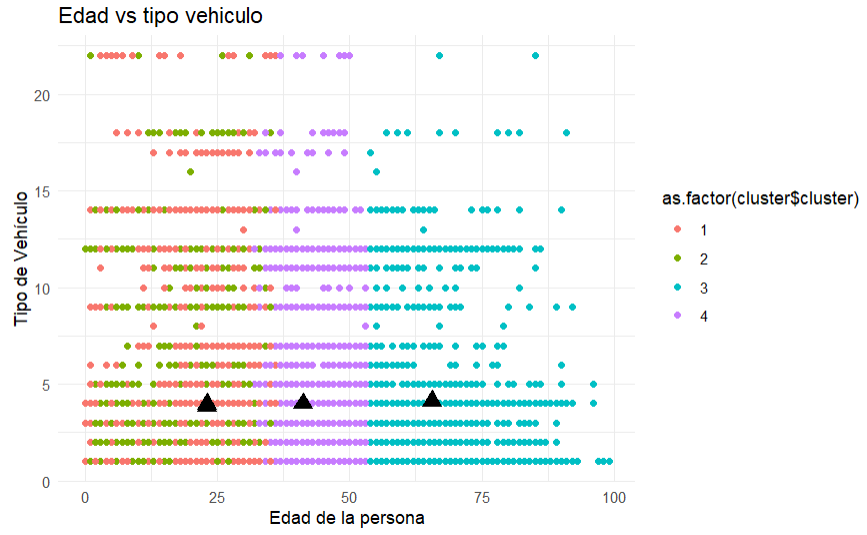 Edad vs tipo vehiculo
Tipo de Vehículo
20
15
10
5
0
0 25 50 75 100
Edad de la persona
as.factor(cluster$cluster)
1
2
3
4